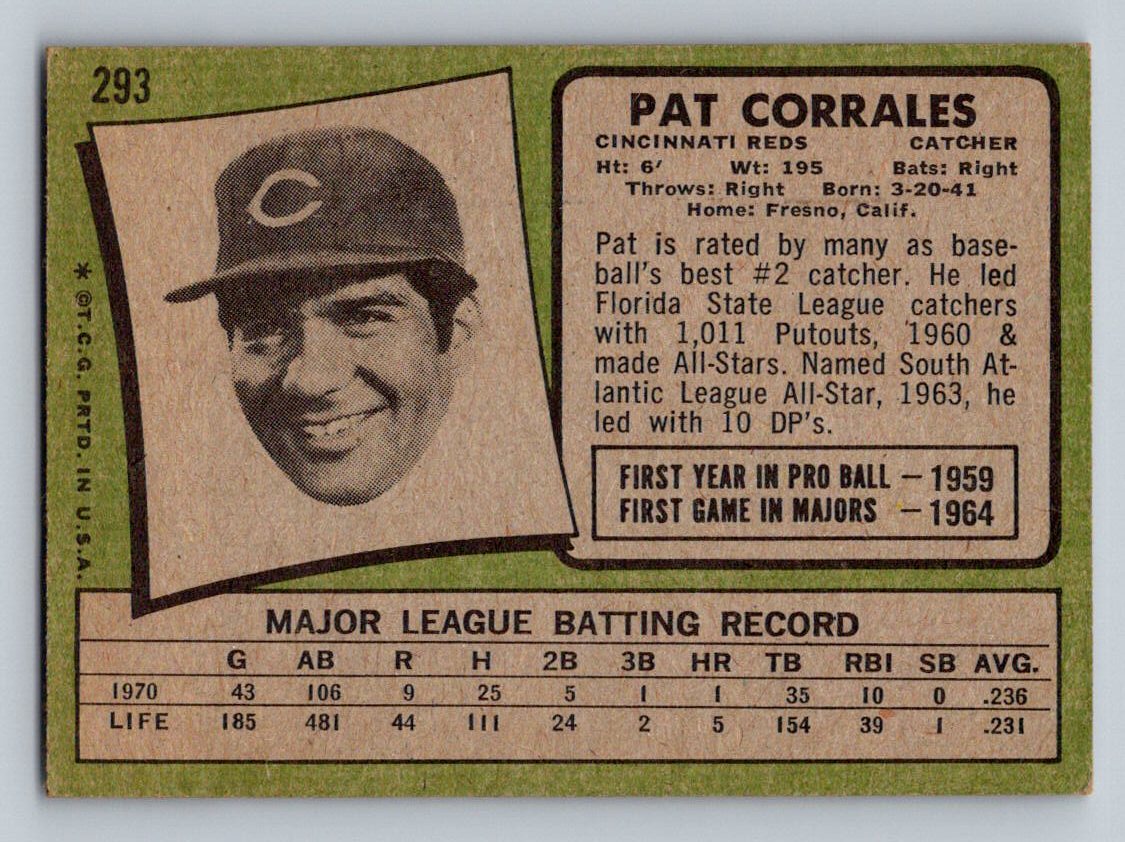 293
C
* ©T.C.G. PRTD. IN U.S.A.
PAT CORRALES
CINCINNATI REDS CATCHER
Ht: 6' Wt: 195 Bats: Right
Throws: Right Born: 3-20-41
Home: Fresno, Calif.
Pat is rated by many as base-
ball's best #2 catcher. He led
Florida State League catchers
with 1,011 Putouts, 1960 &
made All-Stars. Named South At-
lantic League All-Star, 1963, he
led with 10 DP's.
FIRST YEAR IN PRO BALL — 1959
FIRST GAME IN MAJORS — 1964
MAJOR LEAGUE BATTING RECORD
G AB R H 2B 3B HR TB RBI SB AVG.
1970 43 106 9 25 5 1 1 35 10 0 .236
LIFE 185 481 44 111 24 2 5 154 39 1 .231